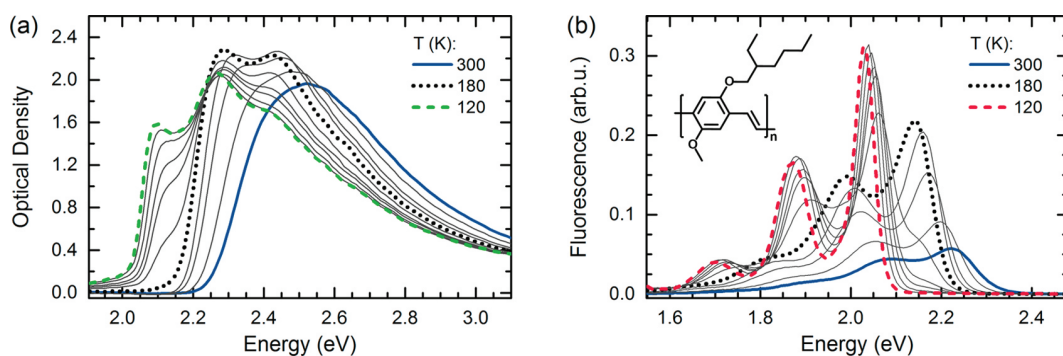 (a)
T (K):
300
180
120
2.4
2.0
1.6
1.2
0.8
0.4
0.0
Optical Density
2.0
2.2
2.4
2.6
2.8
3.0
Energy (eV)
(b)
T (K):
300
180
120
O
O
n
0.3
0.2
0.1
0.0
Fluorescence (arb.u.)
1.6
1.8
2.0
2.2
2.4
Energy (eV)